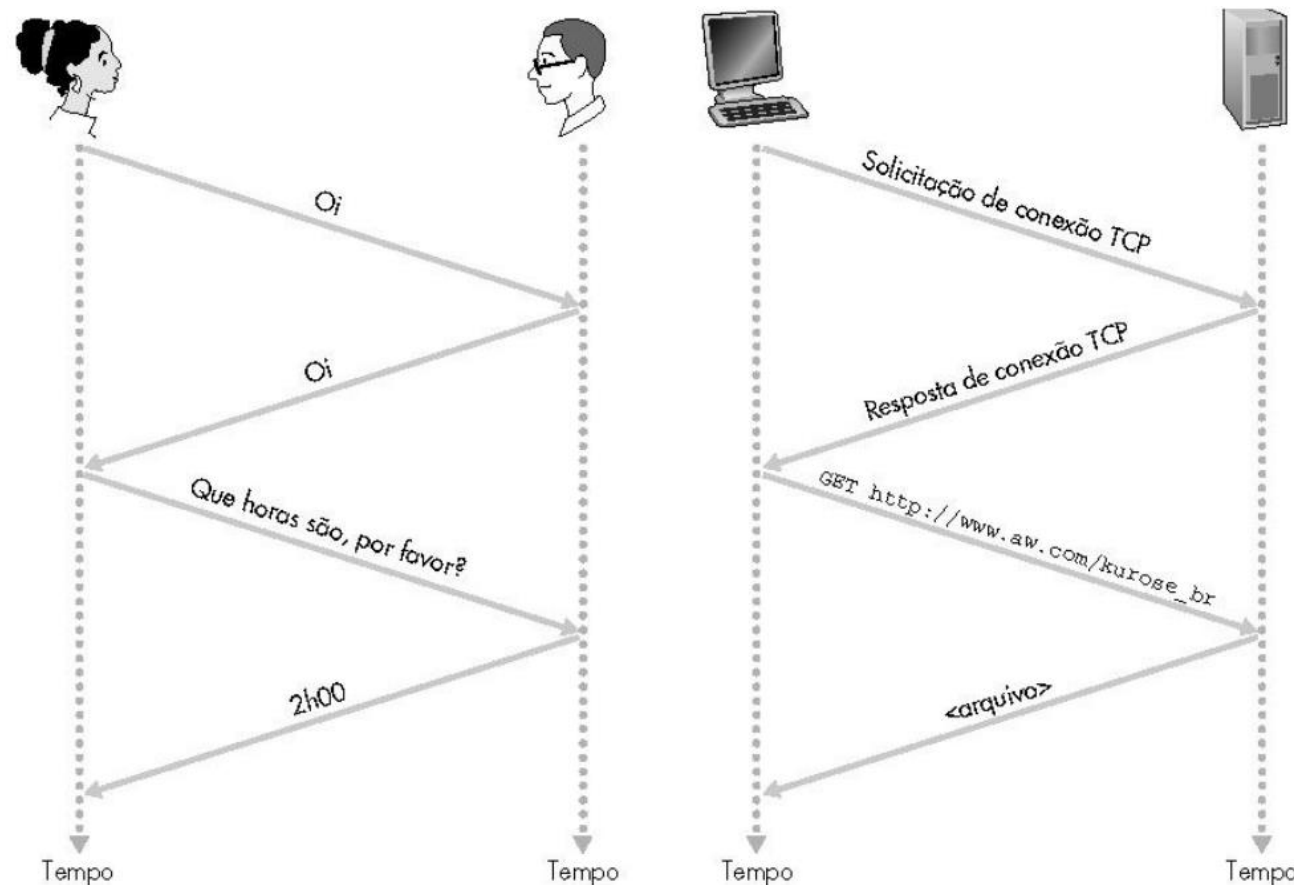 Oi
Oi
Que horas são, por favor?
2h00
Tempo
Tempo
Solicitação de conexão TCP
Resposta de conexão TCP
GET http://www.aw.com/kurose_br
<arquivo>
Tempo
Tempo